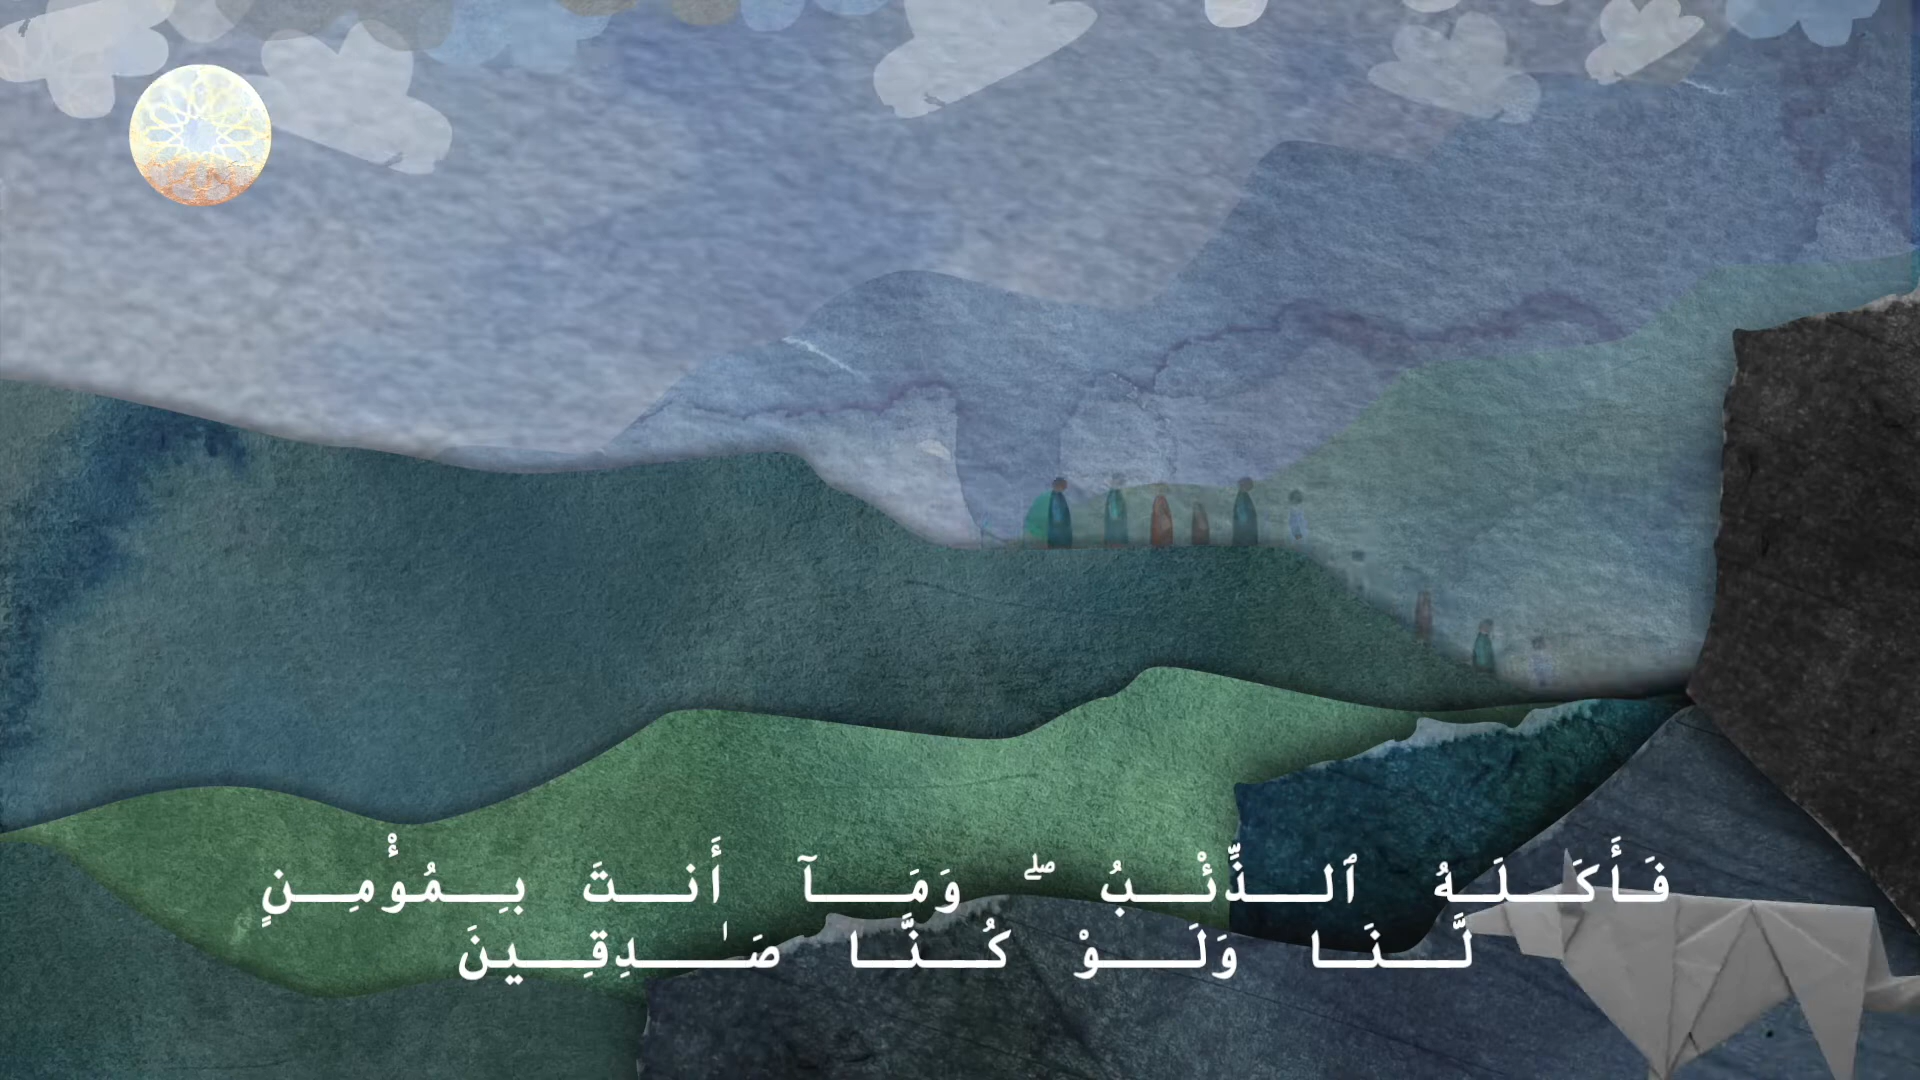 فَأَكَلَهُ ٱلذِّئْبُ ۖ وَمَآ أَنتَ بِمُؤْمِنٍ
لَّنَا وَلَوْ كُنَّا صَـٰدِقِينَ